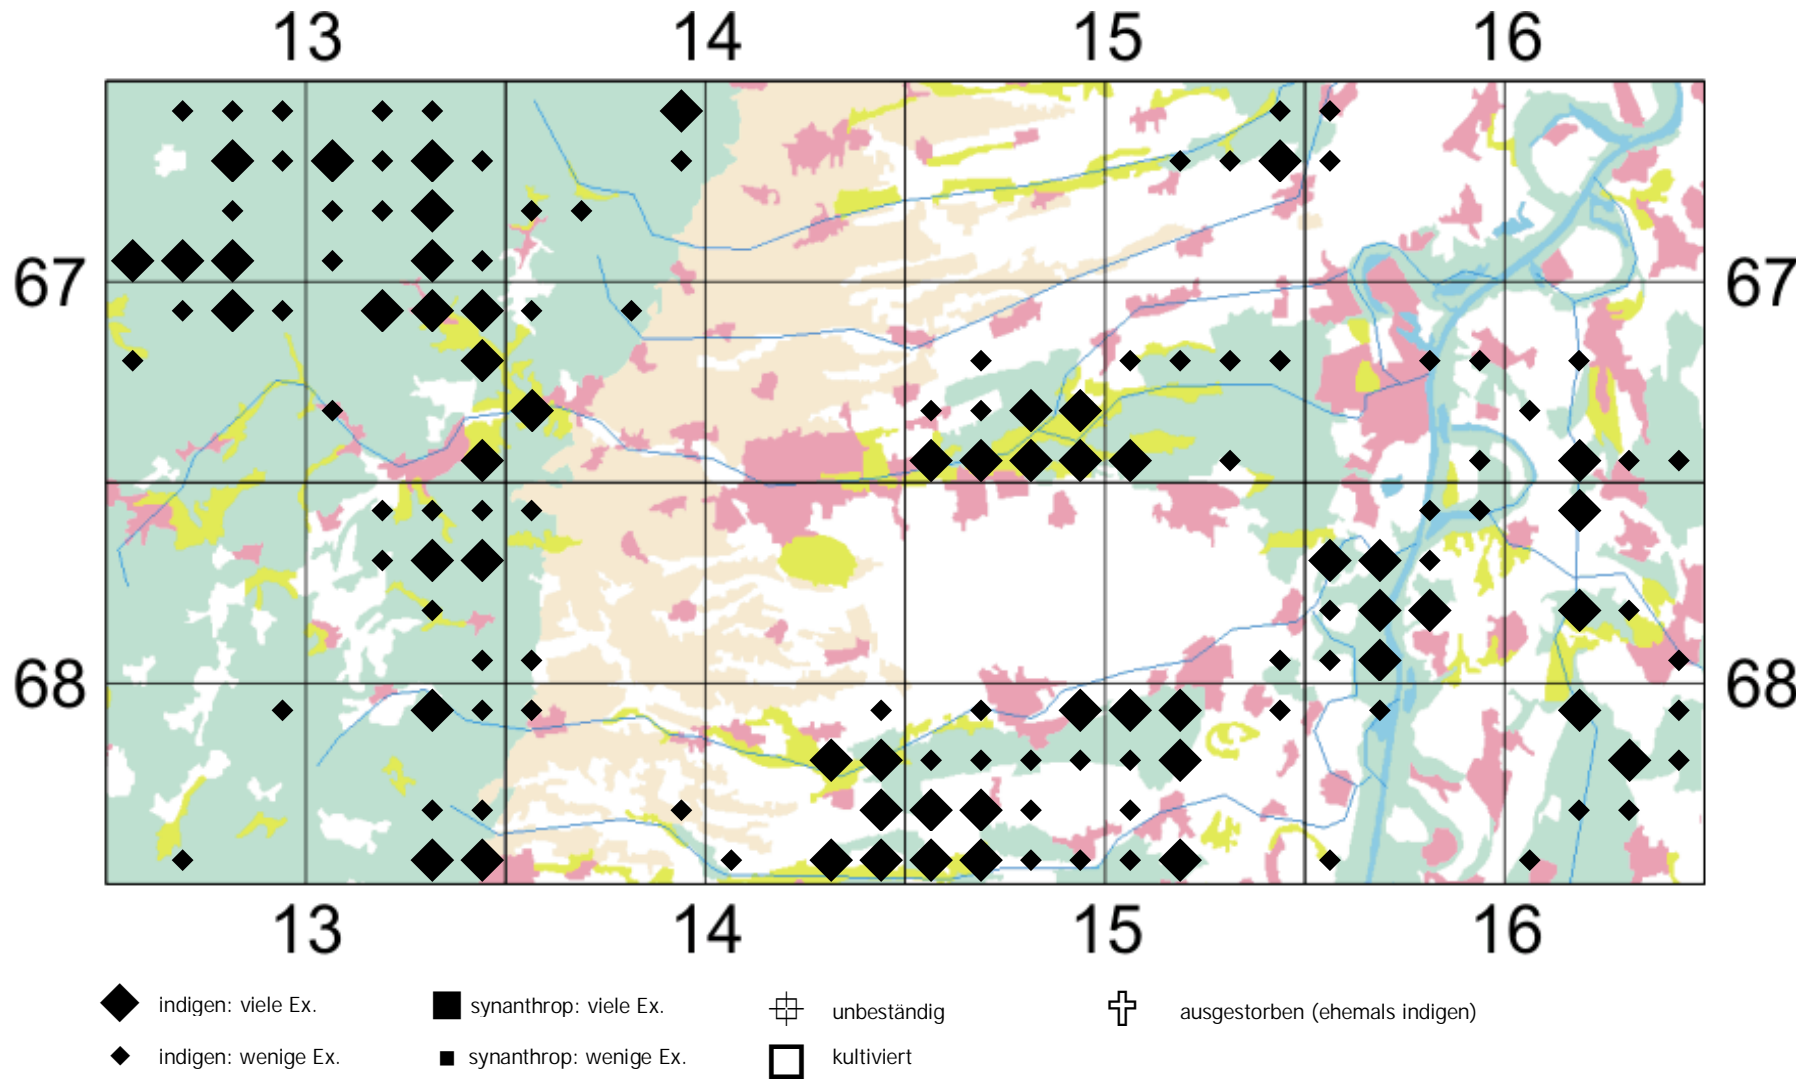 13 14 15 16
67 67
68 68
13 14 15 16
indigen: viele Ex. synanthrop: viele Ex. unbeständig ausgestorben (ehemals indigen)
indigen: wenige Ex. synanthrop: wenige Ex. kultiviert